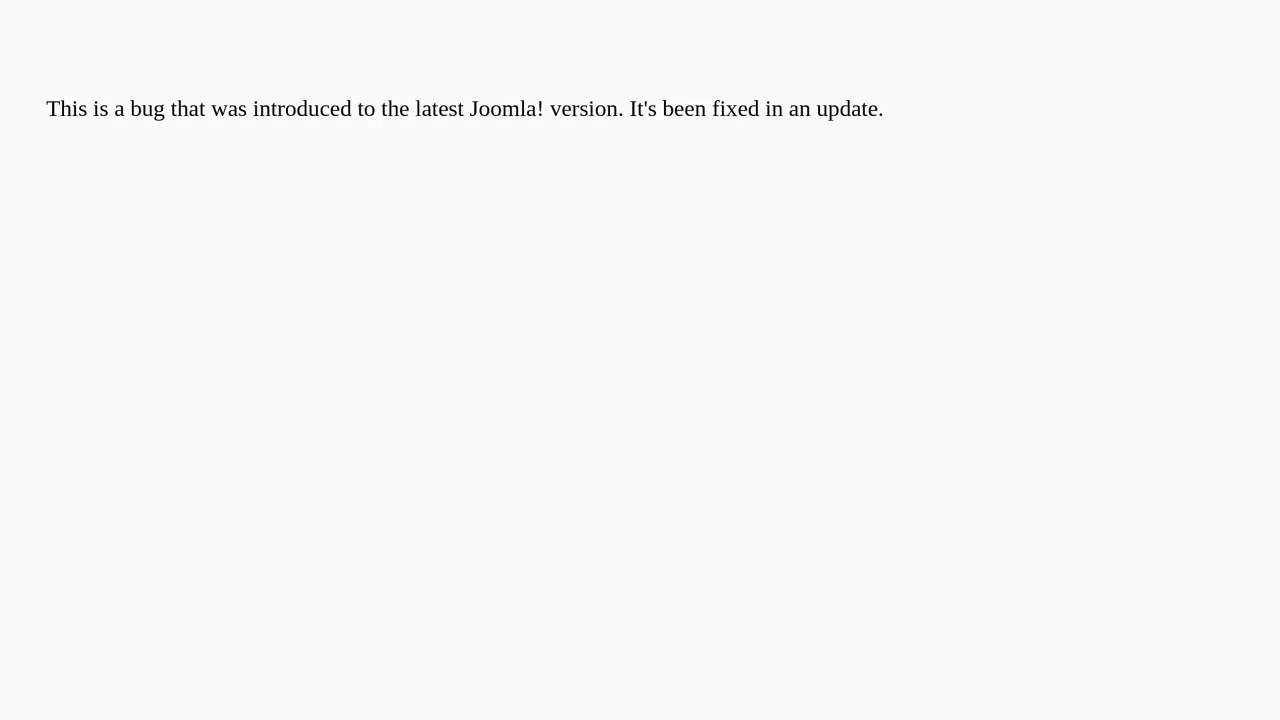 This is a bug that was introduced to the latest Joomla! version. It's been fixed in an update.